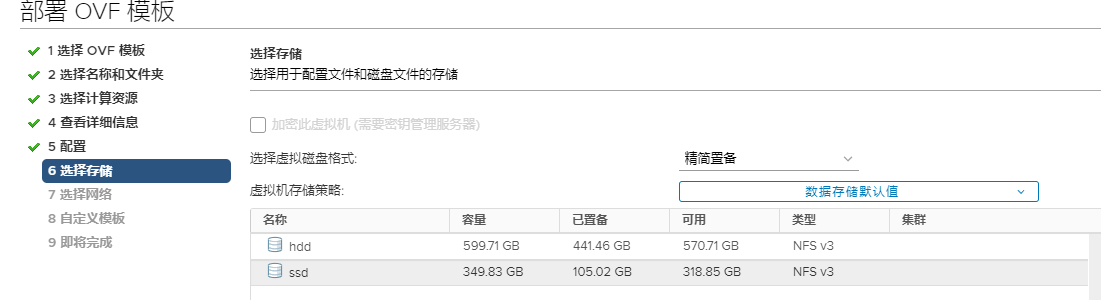 部署 OVF 模板
1 选择 OVF 模板
2 选择名称和文件夹
3 选择计算资源
4 查看详细信息
5 配置
6 选择存储
7 选择网络
8 自定义模板
9 即将完成
选择存储
选择用于配置文件和磁盘文件的存储
加密此虚拟机 (需要密钥管理服务器)
选择虚拟磁盘格式: 精简置备
虚拟机存储策略: 数据存储默认值
名称 容量 已置备 可用 类型 集群
hdd 599.71 GB 441.46 GB 570.71 GB NFS v3
ssd 349.83 GB 105.02 GB 318.85 GB NFS v3